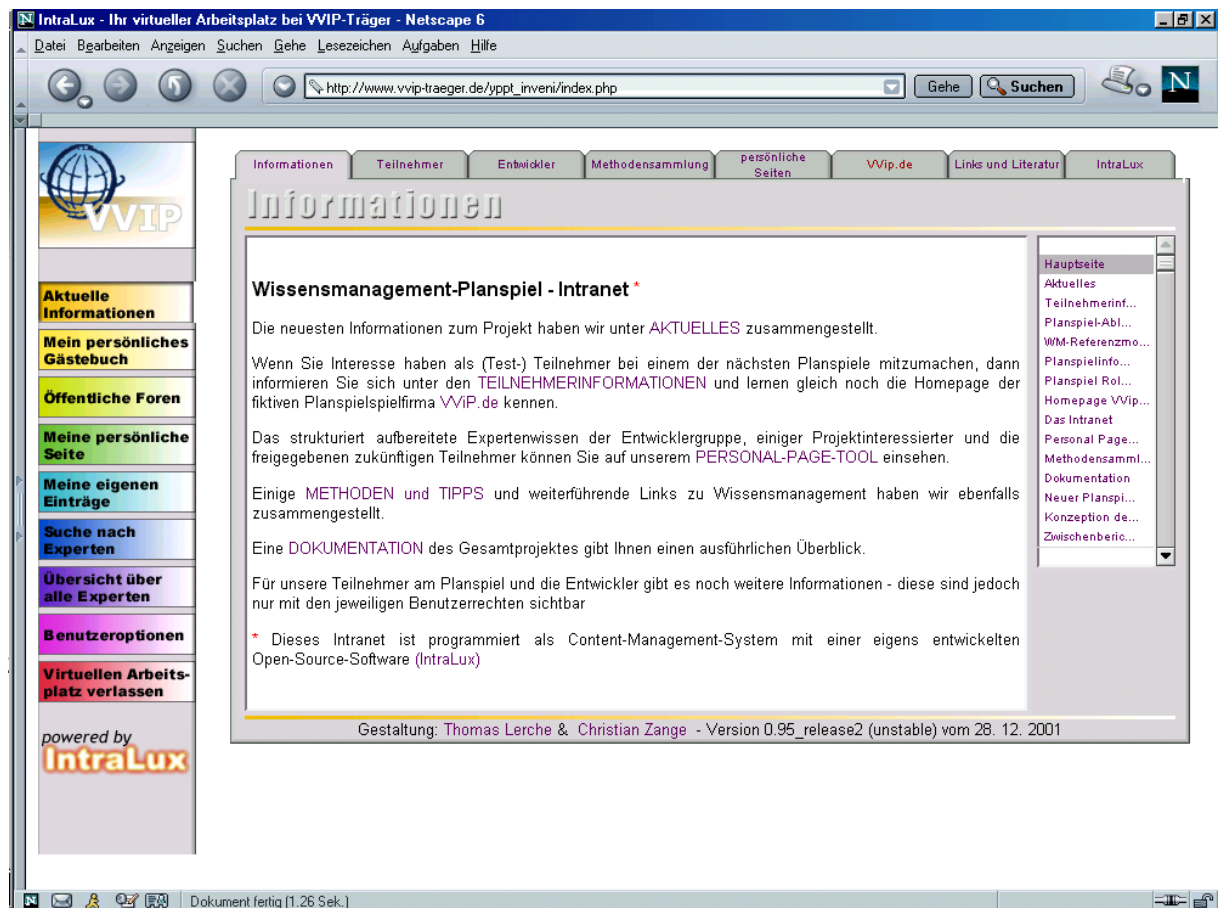 IntraLux - Ihr virtueller Arbeitsplatz bei VVIP-Träger - Netscape 6
Datei Bearbeiten Anzeigen Suchen Gehe Lesezeichen Aufgaben Hilfe
http://www.vvip-traeger.de/yppt_inveni/index.php
Gehe
Suchen
N
VVIP
Aktuelle
Informationen
Mein persönliches
Gästebuch
Öffentliche Foren
Meine persönliche
Seite
Meine eigenen
Einträge
Suche nach
Experten
Übersicht über
alle Experten
Benutzeroptionen
Virtuellen Arbeits-
platz verlassen
powered by
IntraLux
Informationen
Teilnehmer
Entwickler
Methodensammlung
persönliche
Seiten
VVip.de
Links und Literatur
IntraLux
Informationen
Wissensmanagement-Planspiel - Intranet *
Die neuesten Informationen zum Projekt haben wir unter AKTUELLES zusammengestellt.
Wenn Sie Interesse haben als (Test-) Teilnehmer bei einem der nächsten Planspiele mitzumachen, dann
informieren Sie sich unter den TEILNEHMERINFORMATIONEN und lernen gleich noch die Homepage der
fiktiven Planspielspielfirma VViP.de kennen.
Das strukturiert aufbereitete Expertenwissen der Entwicklergruppe, einiger Projektinteressierter und die
freigegebenen zukünftigen Teilnehmer können Sie auf unserem PERSONAL-PAGE-TOOL einsehen.
Einige METHODEN und TIPPS und weiterführende Links zu Wissensmanagement haben wir ebenfalls
zusammengestellt.
Eine DOKUMENTATION des Gesamtprojektes gibt Ihnen einen ausführlichen Überblick.
Für unsere Teilnehmer am Planspiel und die Entwickler gibt es noch weitere Informationen - diese sind jedoch
nur mit den jeweiligen Benutzerrechten sichtbar
* Dieses Intranet ist programmiert als Content-Management-System mit einer eigens entwickelten
Open-Source-Software (IntraLux)
Hauptseite
Aktuelles
Teilnehmerinf...
Planspiel-Abl...
WM-Referenzmo...
Planspielinfo...
Planspiel Rol...
Homepage VVip...
Das Intranet
Personal Page...
Methodensamml...
Dokumentation
Neuer Planspi...
Konzeption de...
Zwischenberic...
Gestaltung: Thomas Lerche & Christian Zange - Version 0.95_release2 (unstable) vom 28. 12. 2001
Dokument fertig (1.26 Sek.)